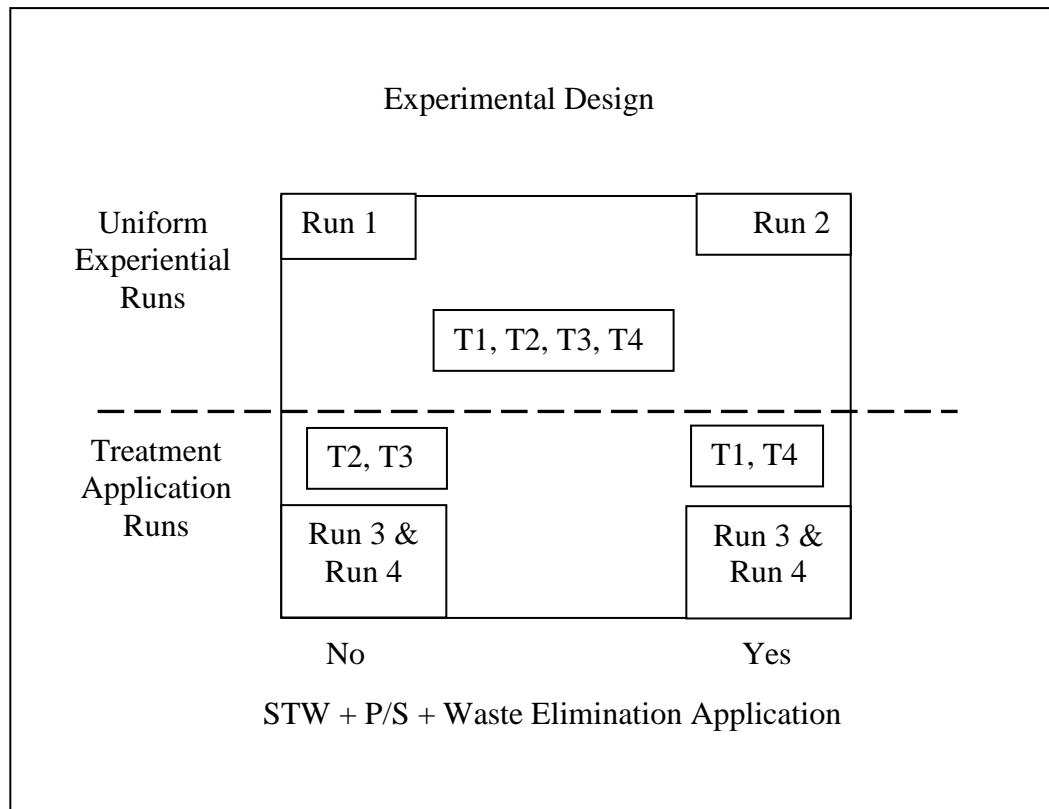 Experimental Design
Uniform
Experiential
Runs
Run 1
Run 2
T1, T2, T3, T4
Treatment
Application
Runs
T2, T3
T1, T4
Run 3 &
Run 4
Run 3 &
Run 4
No
Yes
STW + P/S + Waste Elimination Application